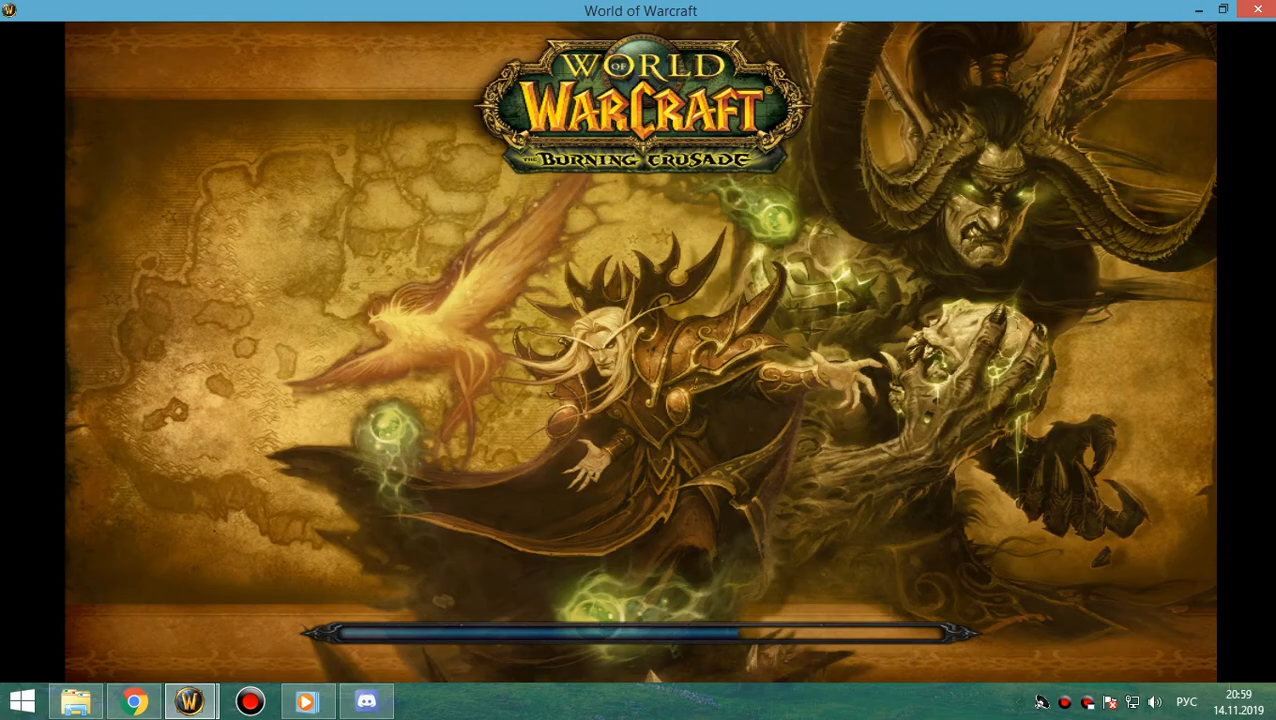 World of Warcraft
WORLD
OF
WARCRAFT®
THE BURNING CRUSADE
W
РУС
20:59
14.11.2019